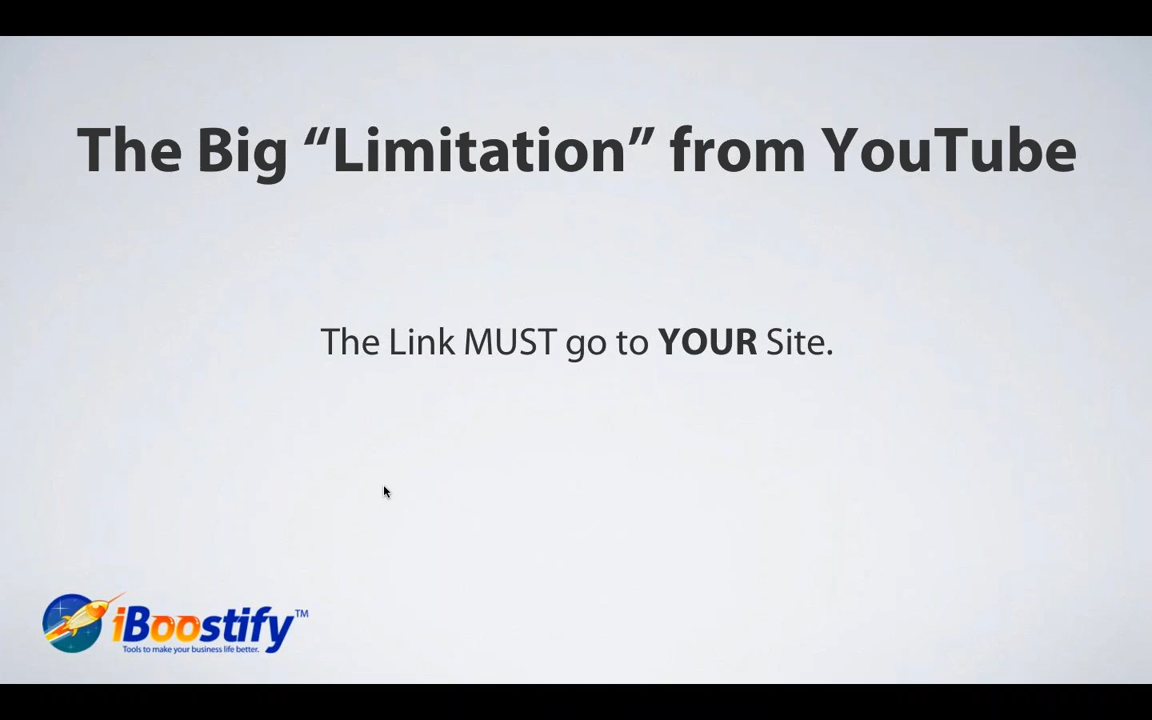 The Big “Limitation” from YouTube
The Link MUST go to YOUR Site.
iBoostify™
Tools to make your business life better.